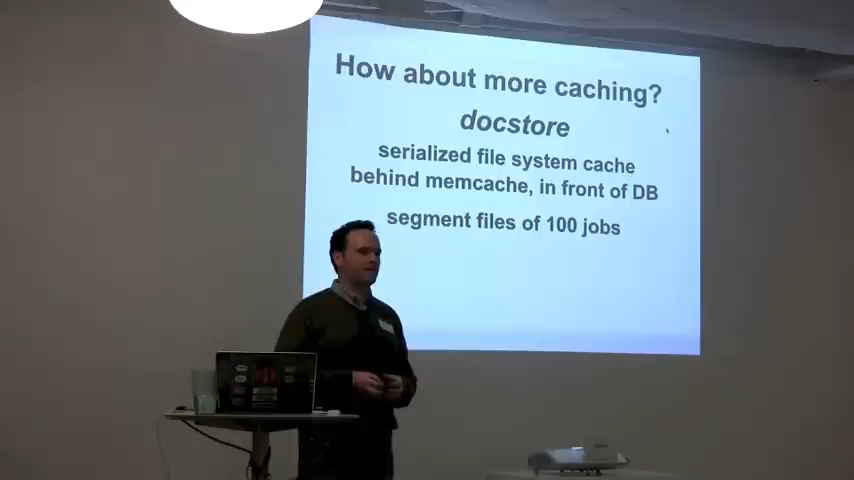 How about more caching?
docstore
serialized file system cache
behind memcache, in front of DB
segment files of 100 jobs